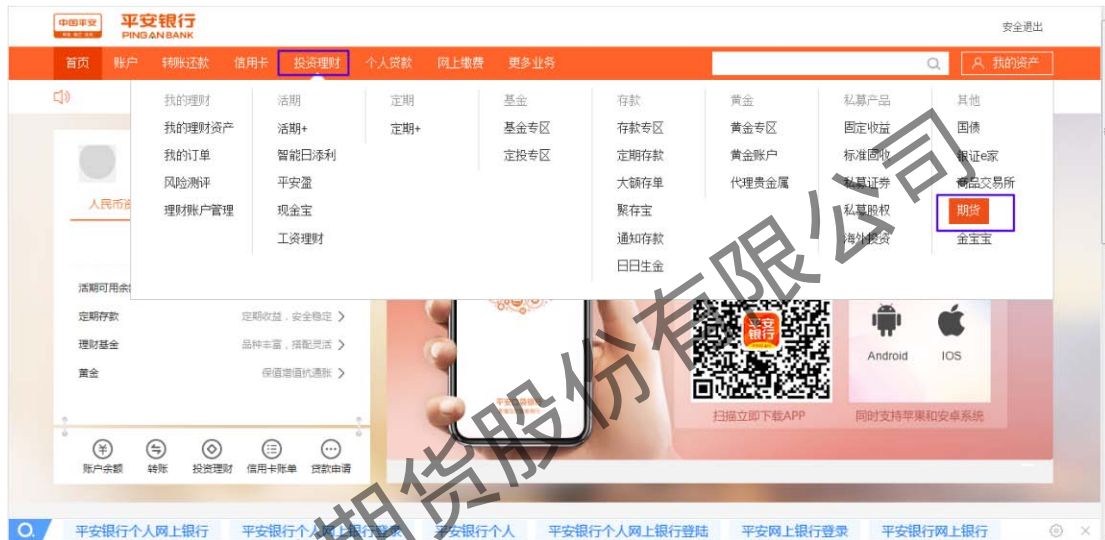 中国平安
平安银行
PING AN BANK
安全退出
首页 账户 转账还款 信用卡 投资理财 个人贷款 网上缴费 更多业务 我的资产
我的理财 活期 定期 基金 存款 黄金 私募产品 其他
我的理财资产 活期+ 定期+ 基金专区 存款专区 黄金专区 固定收益 国债
我的订单 智能日添利 定投专区 定期存款 黄金账户 标准固收 银证e家
风险测评 平安盈 大额存单 代理贵金属 私募证券 商品交易所
人民币资
理财账户管理 现金宝 聚存宝 私募股权 期货
工资理财 通知存款 海外投资 金宝宝
日日生金
活期可用余
定期存款 定期收益，安全稳定
理财基金 品种丰富，搭配灵活
黄金 保值增值抗通胀
平安银行
Android IOS
扫描立即下载APP 同时支持苹果和安卓系统
账户余额 转账 投资理财 信用卡账单 贷款申请
平安银行个人网上银行 平安银行个人网上银行登录 平安银行个人 平安银行个人网上银行登陆 平安网上银行登录 平安银行网上银行
期货股份有限公司